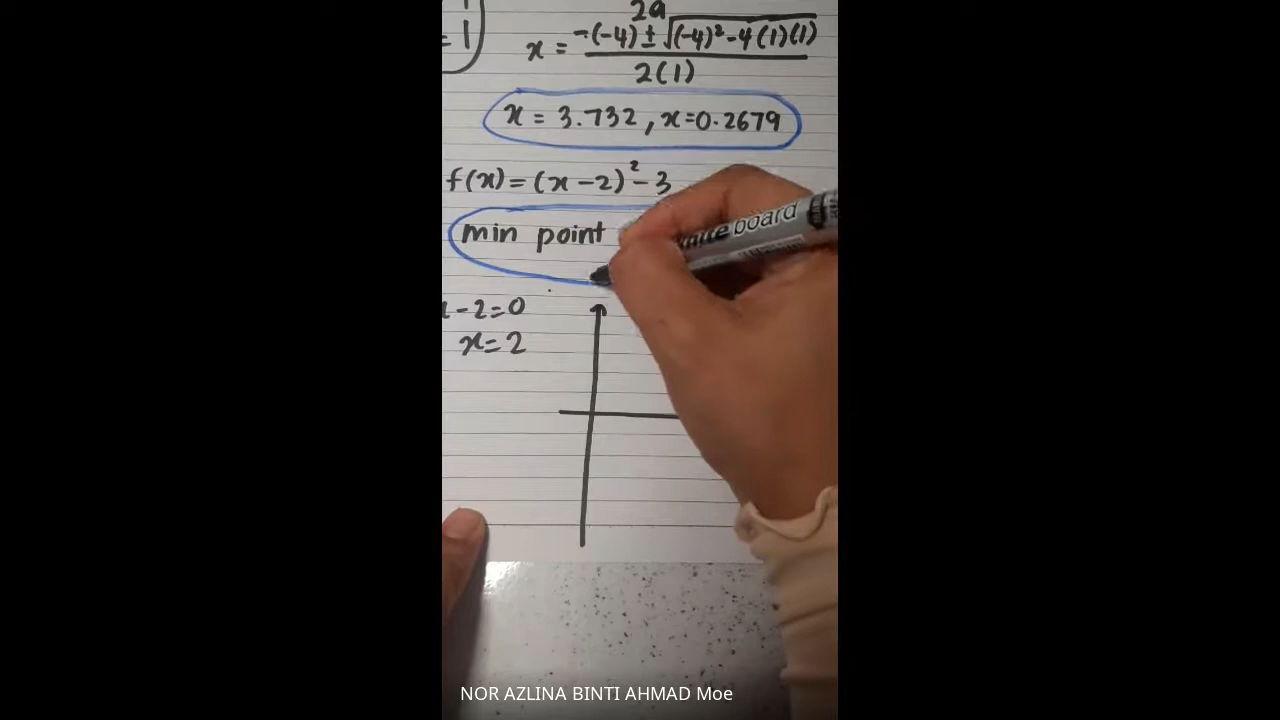 2a
= 1
x = -(-4) ± √(-4)² - 4(1)(1)
2(1)
x = 3.732, x=0.2679
f(x) = (x-2)² - 3
min point
board
x - 2 = 0
x = 2
NOR AZLINA BINTI AHMAD Moe